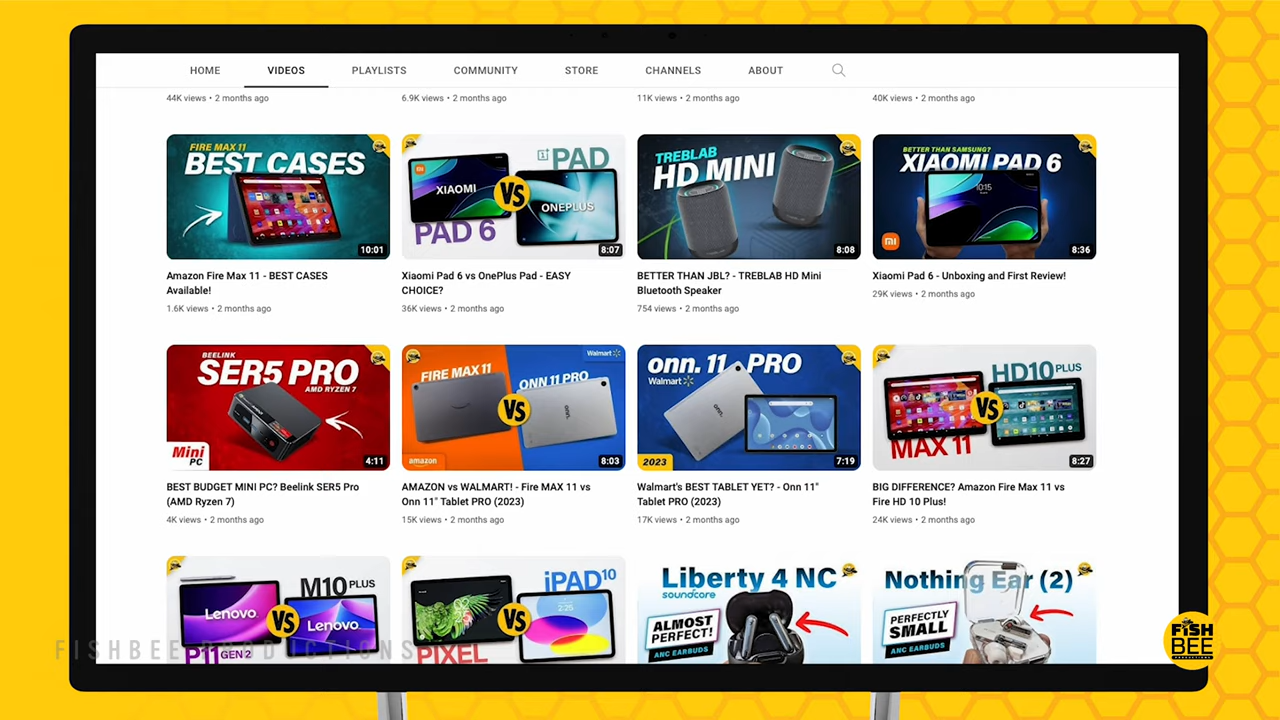 HOME VIDEOS PLAYLISTS COMMUNITY STORE CHANNELS ABOUT
44K views • 2 months ago
6.9K views • 2 months ago
11K views • 2 months ago
40K views • 2 months ago
FIRE MAX 11
BEST CASES
10:01
Amazon Fire Max 11 - BEST CASES
Available!
1.6K views • 2 months ago
PAD
XIAOMI
VS
ONEPLUS
PAD 6
8:07
Xiaomi Pad 6 vs OnePlus Pad - EASY
CHOICE?
36K views • 2 months ago
TREBLAB
HD MINI
8:08
BETTER THAN JBL? - TREBLAB HD Mini
Bluetooth Speaker
754 views • 2 months ago
BETTER THAN SAMSUNG?
XIAOMI PAD 6
10:15
8:36
Xiaomi Pad 6 - Unboxing and First Review!
29K views • 2 months ago
BEELINK
SER5 PRO
AMD RYZEN 7
Mini
PC
4:11
BEST BUDGET MINI PC? Beelink SER5 Pro
(AMD Ryzen 7)
4K views • 2 months ago
Walmart
FIRE MAX 11
ONN 11 PRO
VS
onn.
amazon
8:03
AMAZON vs WALMART! - Fire MAX 11 vs
Onn 11" Tablet PRO (2023)
15K views • 2 months ago
onn. 11 PRO
Walmart
onn.
2023
7:19
Walmart's BEST TABLET YET? - Onn 11"
Tablet PRO (2023)
17K views • 2 months ago
HD10 PLUS
VS
MAX 11
8:27
BIG DIFFERENCE? Amazon Fire Max 11 vs
Fire HD 10 Plus!
24K views • 2 months ago
M10 PLUS
Lenovo
VS
Lenovo
P11 GEN 2
iPAD10
2:25
VS
PIXEL
Liberty 4 NC
soundcore
ALMOST
PERFECT!
ANC EARBUDS
Nothing Ear (2)
PERFECTLY
SMALL
ANC EARBUDS
FISHBEE PRODUCTIONS
FISH
BEE
PRODUCTIONS